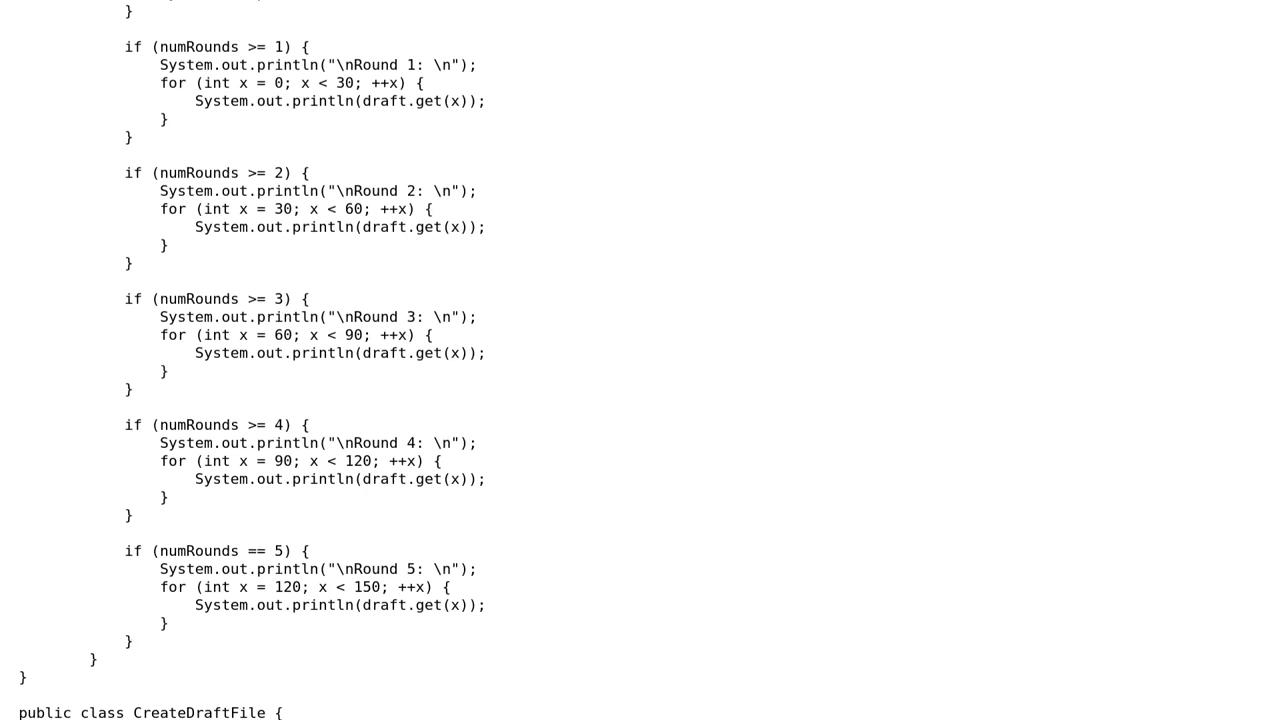 }
if (numRounds >= 1) {
System.out.println("\nRound 1: \n");
for (int x = 0; x < 30; ++x) {
System.out.println(draft.get(x));
}
}
if (numRounds >= 2) {
System.out.println("\nRound 2: \n");
for (int x = 30; x < 60; ++x) {
System.out.println(draft.get(x));
}
}
if (numRounds >= 3) {
System.out.println("\nRound 3: \n");
for (int x = 60; x < 90; ++x) {
System.out.println(draft.get(x));
}
}
if (numRounds >= 4) {
System.out.println("\nRound 4: \n");
for (int x = 90; x < 120; ++x) {
System.out.println(draft.get(x));
}
}
if (numRounds == 5) {
System.out.println("\nRound 5: \n");
for (int x = 120; x < 150; ++x) {
System.out.println(draft.get(x));
}
}
}
}
public class CreateDraftFile {